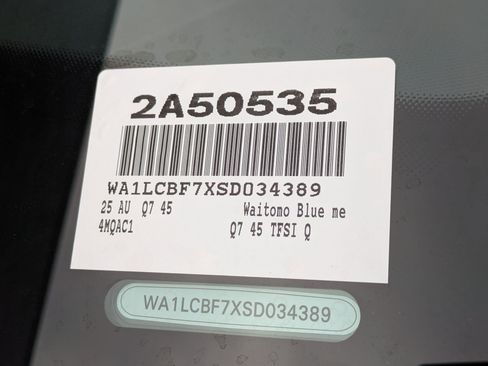 2A50535
WA1LCBF7XSD034389
25 AU Q7 45 Waitomo Blue me
4MQAC1 Q7 45 TFSI Q
WA1LCBF7XSD034389